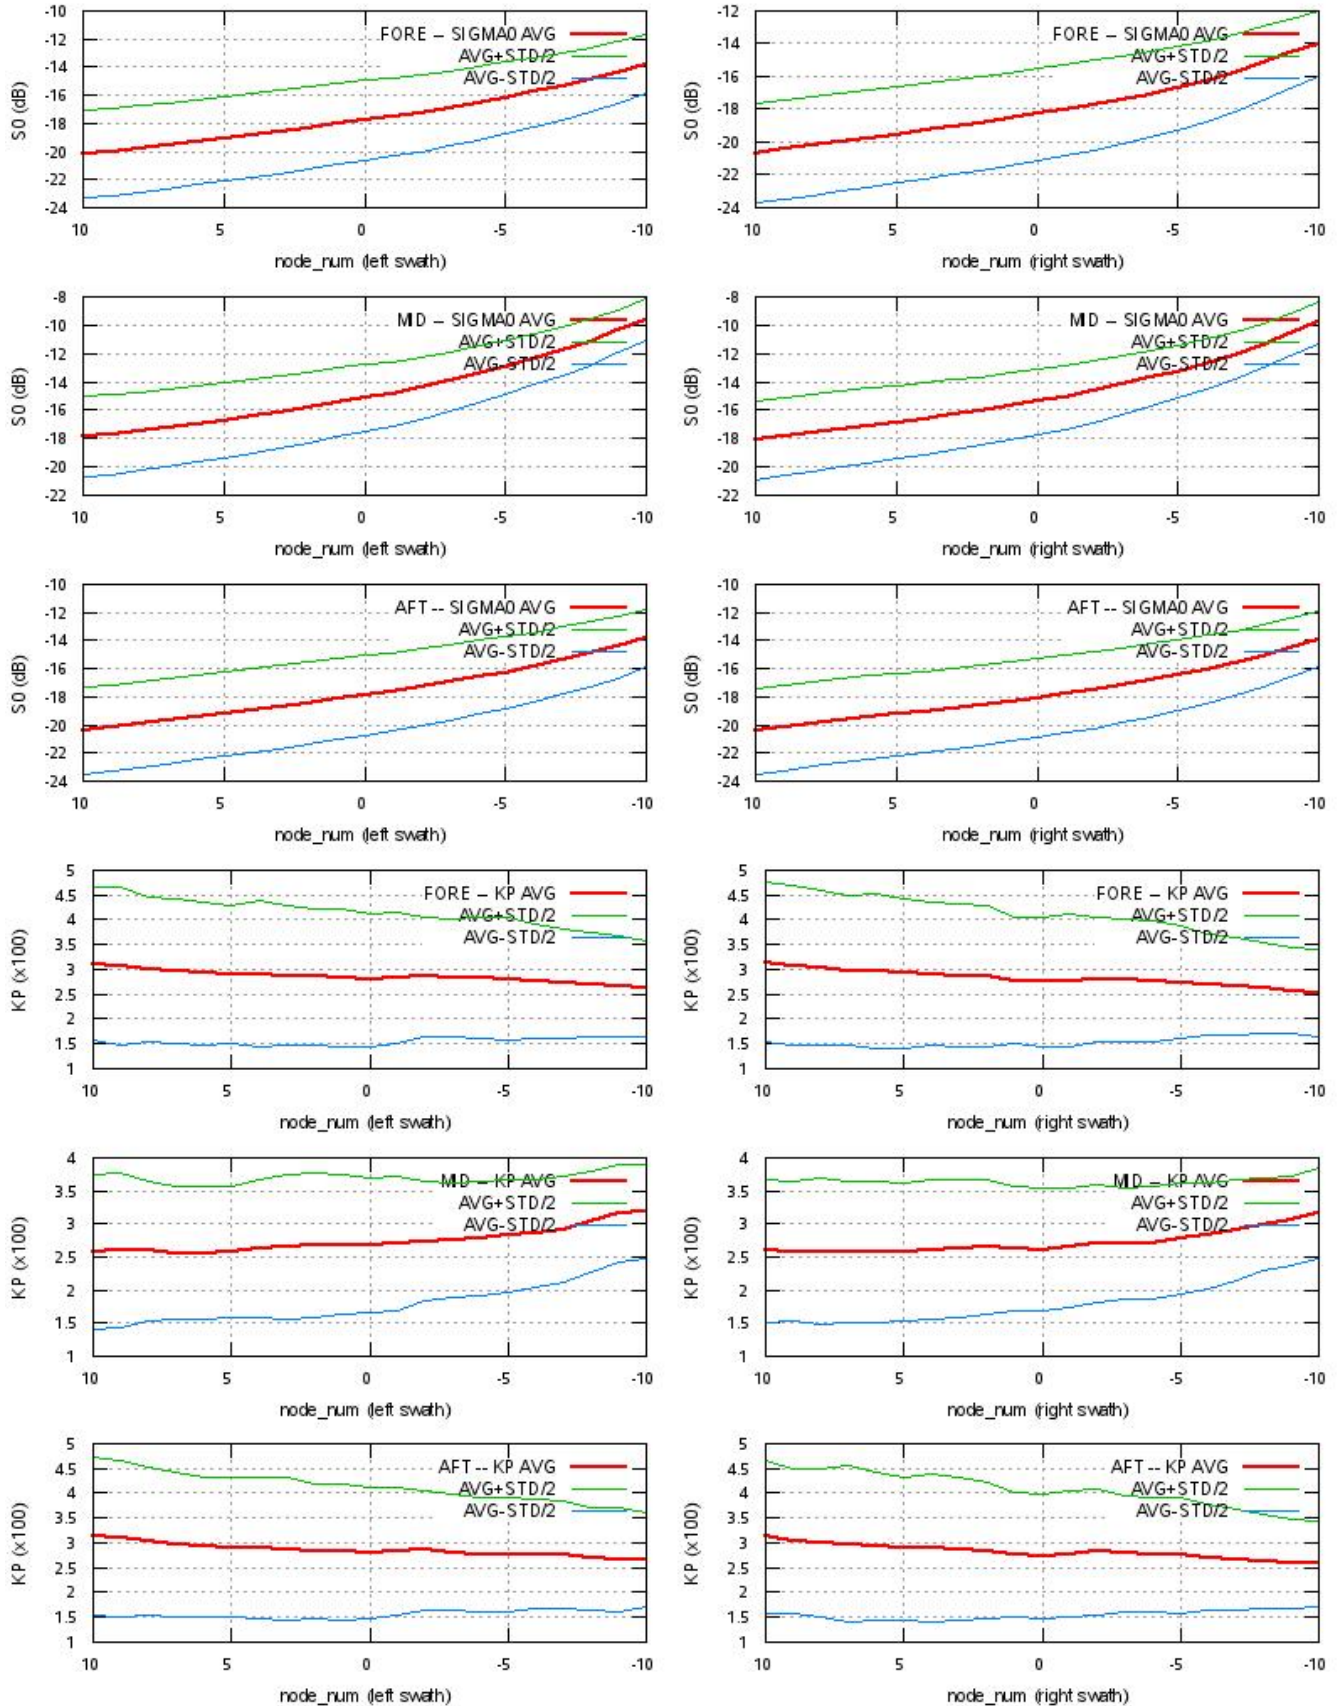 -10
FORE – SIGMA0 AVG
-12
AVG+STD/2
-14
AVG-STD/2
-16
-18
-20
-22
-24
S0 (dB)
10 5 0 -5 -10
node_num (left swath)
-12
FORE – SIGMA0 AVG
-14
AVG+STD/2
-16
AVG-STD/2
-18
-20
-22
-24
S0 (dB)
10 5 0 -5 -10
node_num (right swath)
-8
MID – SIGMA0 AVG
-10
AVG+STD/2
-12
AVG-STD/2
-14
-16
-18
-20
-22
S0 (dB)
10 5 0 -5 -10
node_num (left swath)
-8
MID – SIGMA0 AVG
-10
AVG+STD/2
-12
AVG-STD/2
-14
-16
-18
-20
-22
S0 (dB)
10 5 0 -5 -10
node_num (right swath)
-10
AFT -- SIGMA0 AVG
-12
AVG+STD/2
-14
AVG-STD/2
-16
-18
-20
-22
-24
S0 (dB)
10 5 0 -5 -10
node_num (left swath)
-10
AFT -- SIGMA0 AVG
-12
AVG+STD/2
-14
AVG-STD/2
-16
-18
-20
-22
-24
S0 (dB)
10 5 0 -5 -10
node_num (right swath)
5
FORE – KP AVG
4.5
AVG+STD/2
4
AVG-STD/2
3.5
3
2.5
2
1.5
1
KP (x100)
10 5 0 -5 -10
node_num (left swath)
5
FORE – KP AVG
4.5
AVG+STD/2
4
AVG-STD/2
3.5
3
2.5
2
1.5
1
KP (x100)
10 5 0 -5 -10
node_num (right swath)
4
MID – KP AVG
3.5
AVG+STD/2
3
AVG-STD/2
2.5
2
1.5
1
KP (x100)
10 5 0 -5 -10
node_num (left swath)
4
MID – KP AVG
3.5
AVG+STD/2
3
AVG-STD/2
2.5
2
1.5
1
KP (x100)
10 5 0 -5 -10
node_num (right swath)
5
AFT -- KP AVG
4.5
AVG+STD/2
4
AVG-STD/2
3.5
3
2.5
2
1.5
1
KP (x100)
10 5 0 -5 -10
node_num (left swath)
5
AFT -- KP AVG
4.5
AVG+STD/2
4
AVG-STD/2
3.5
3
2.5
2
1.5
1
KP (x100)
10 5 0 -5 -10
node_num (right swath)